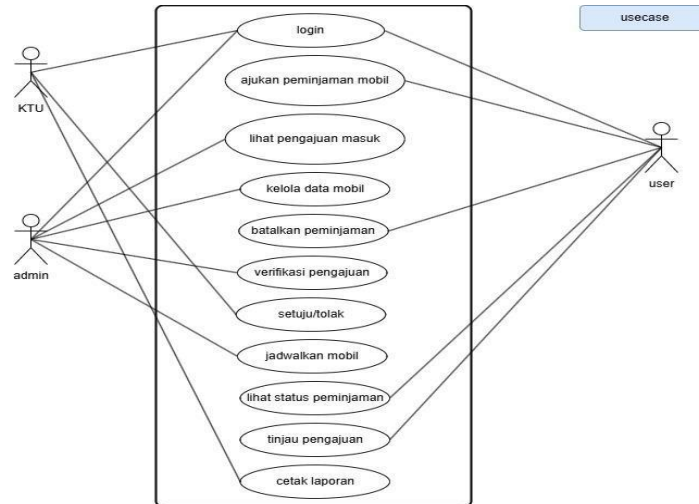 usecase
login
ajukan peminjaman mobil
KTU
lihat pengajuan masuk
user
kelola data mobil
batalkan peminjaman
admin
verifikasi pengajuan
setuju/tolak
jadwalkan mobil
lihat status peminjaman
tinjau pengajuan
cetak laporan